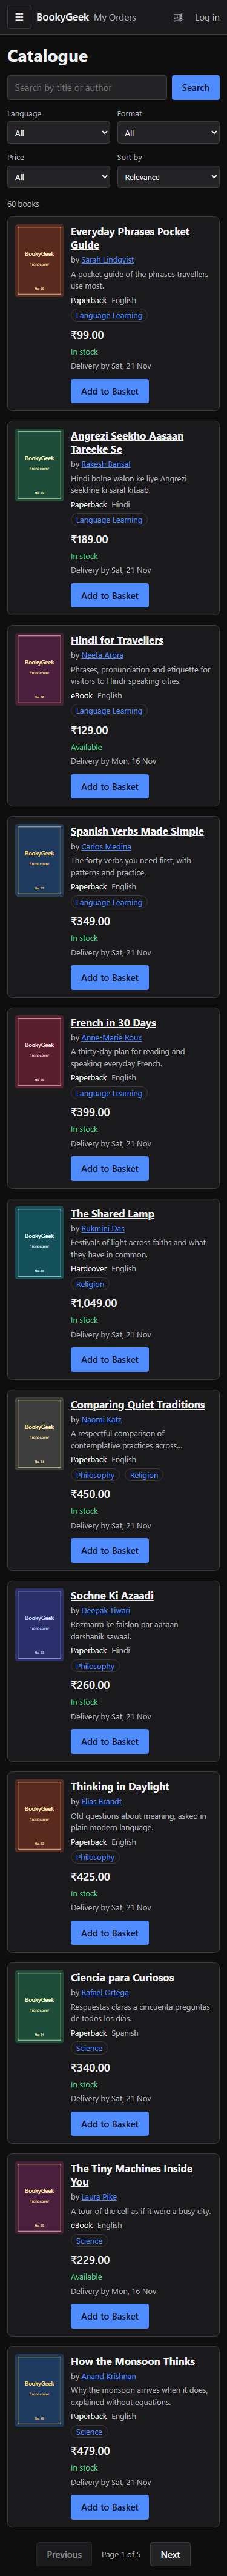 ☰ BookyGeek My Orders Log in
Catalogue
Search by title or author Search
Language Format
All All
Price Sort by
All Relevance
60 books
BookyGeek
Front cover
No. 60
Everyday Phrases Pocket
Guide
by Sarah Lindqvist
A pocket guide of the phrases travellers
use most.
Paperback English
Language Learning
₹99.00
In stock
Delivery by Sat, 21 Nov
Add to Basket
BookyGeek
Front cover
Angrezi Seekho Aasaan
Tareeke Se
by Rakesh Bansal
Hindi bolne walon ke liye Angrezi
seekhne ki saral kitaab.
Paperback Hindi
Language Learning
₹189.00
In stock
Delivery by Sat, 21 Nov
Add to Basket
BookyGeek
Front cover
Hindi for Travellers
by Neeta Arora
Phrases, pronunciation and etiquette for
visitors to Hindi-speaking cities.
eBook English
Language Learning
₹129.00
Available
Delivery by Mon, 16 Nov
Add to Basket
BookyGeek
Front cover
Spanish Verbs Made Simple
by Carlos Medina
The forty verbs you need first, with
patterns and practice.
Paperback English
Language Learning
₹349.00
In stock
Delivery by Sat, 21 Nov
Add to Basket
BookyGeek
Front cover
French in 30 Days
by Anne-Marie Roux
A thirty-day plan for reading and
speaking everyday French.
Paperback English
Language Learning
₹399.00
In stock
Delivery by Sat, 21 Nov
Add to Basket
BookyGeek
Front cover
The Shared Lamp
by Rukmini Das
Festivals of light across faiths and what
they have in common.
Hardcover English
Religion
₹1,049.00
In stock
Delivery by Sat, 21 Nov
Add to Basket
BookyGeek
Front cover
Comparing Quiet Traditions
by Naomi Katz
A respectful comparison of
contemplative practices across...
Paperback English
Philosophy Religion
₹450.00
In stock
Delivery by Sat, 21 Nov
Add to Basket
BookyGeek
Front cover
Sochne Ki Azaadi
by Deepak Tiwari
Rozmarra ke faislon par aasaan
darshanik sawaal.
Paperback Hindi
Philosophy
₹260.00
In stock
Delivery by Sat, 21 Nov
Add to Basket
BookyGeek
Front cover
Thinking in Daylight
by Elias Brandt
Old questions about meaning, asked in
plain modern language.
Paperback English
Philosophy
₹425.00
In stock
Delivery by Sat, 21 Nov
Add to Basket
BookyGeek
Front cover
Ciencia para Curiosos
by Rafael Ortega
Respuestas claras a cincuenta preguntas
de todos los días.
Paperback Spanish
Science
₹340.00
In stock
Delivery by Sat, 21 Nov
Add to Basket
BookyGeek
Front cover
The Tiny Machines Inside
You
by Laura Pike
A tour of the cell as if it were a busy city.
eBook English
Science
₹229.00
Available
Delivery by Mon, 16 Nov
Add to Basket
BookyGeek
Front cover
How the Monsoon Thinks
by Anand Krishnan
Why the monsoon arrives when it does,
explained without equations.
Paperback English
Science
₹479.00
In stock
Delivery by Sat, 21 Nov
Add to Basket
Previous Page 1 of 5 Next